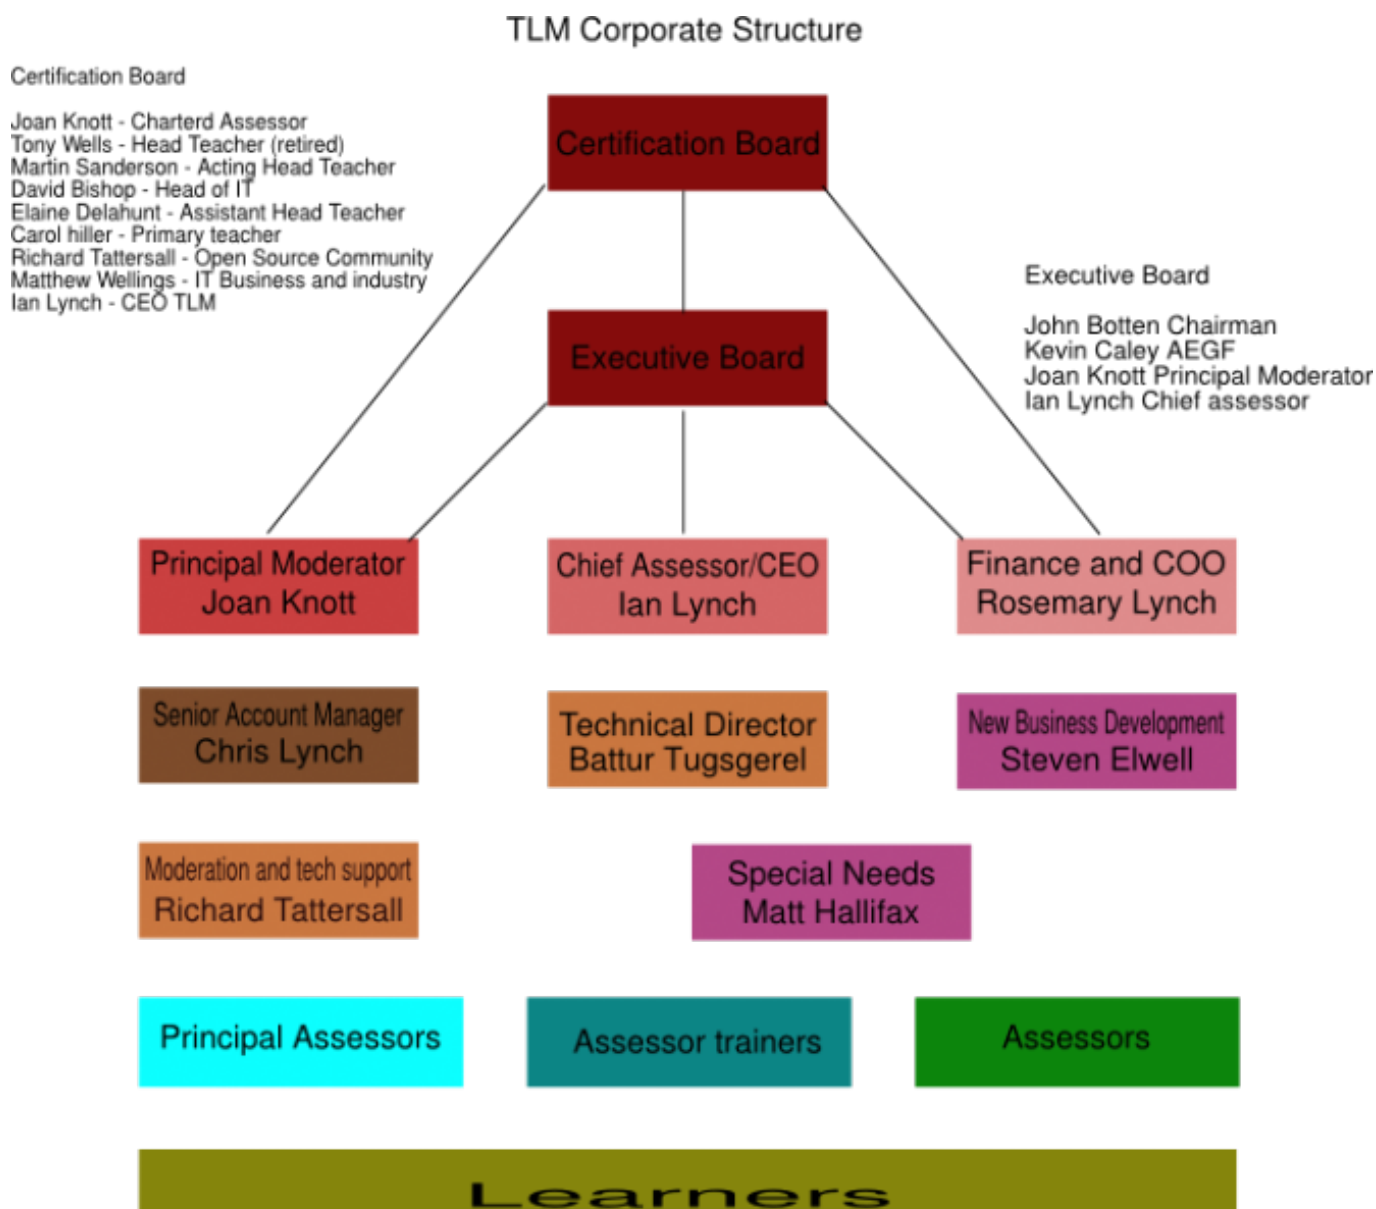 TLM Corporate Structure
Certification Board
Joan Knott - Charterd Assessor
Tony Wells - Head Teacher (retired)
Martin Sanderson - Acting Head Teacher
David Bishop - Head of IT
Elaine Delahunt - Assistant Head Teacher
Carol hiller - Primary teacher
Richard Tattersall - Open Source Community
Matthew Wellings - IT Business and industry
Ian Lynch - CEO TLM
Certification Board
Executive Board
John Botten Chairman
Kevin Caley AEGF
Joan Knott Principal Moderator
Ian Lynch Chief assessor
Executive Board
Principal Moderator
Joan Knott
Chief Assessor/CEO
Ian Lynch
Finance and COO
Rosemary Lynch
Senior Account Manager
Chris Lynch
Technical Director
Battur Tugsgerel
New Business Development
Steven Elwell
Moderation and tech support
Richard Tattersall
Special Needs
Matt Hallifax
Principal Assessors
Assessor trainers
Assessors
Learners